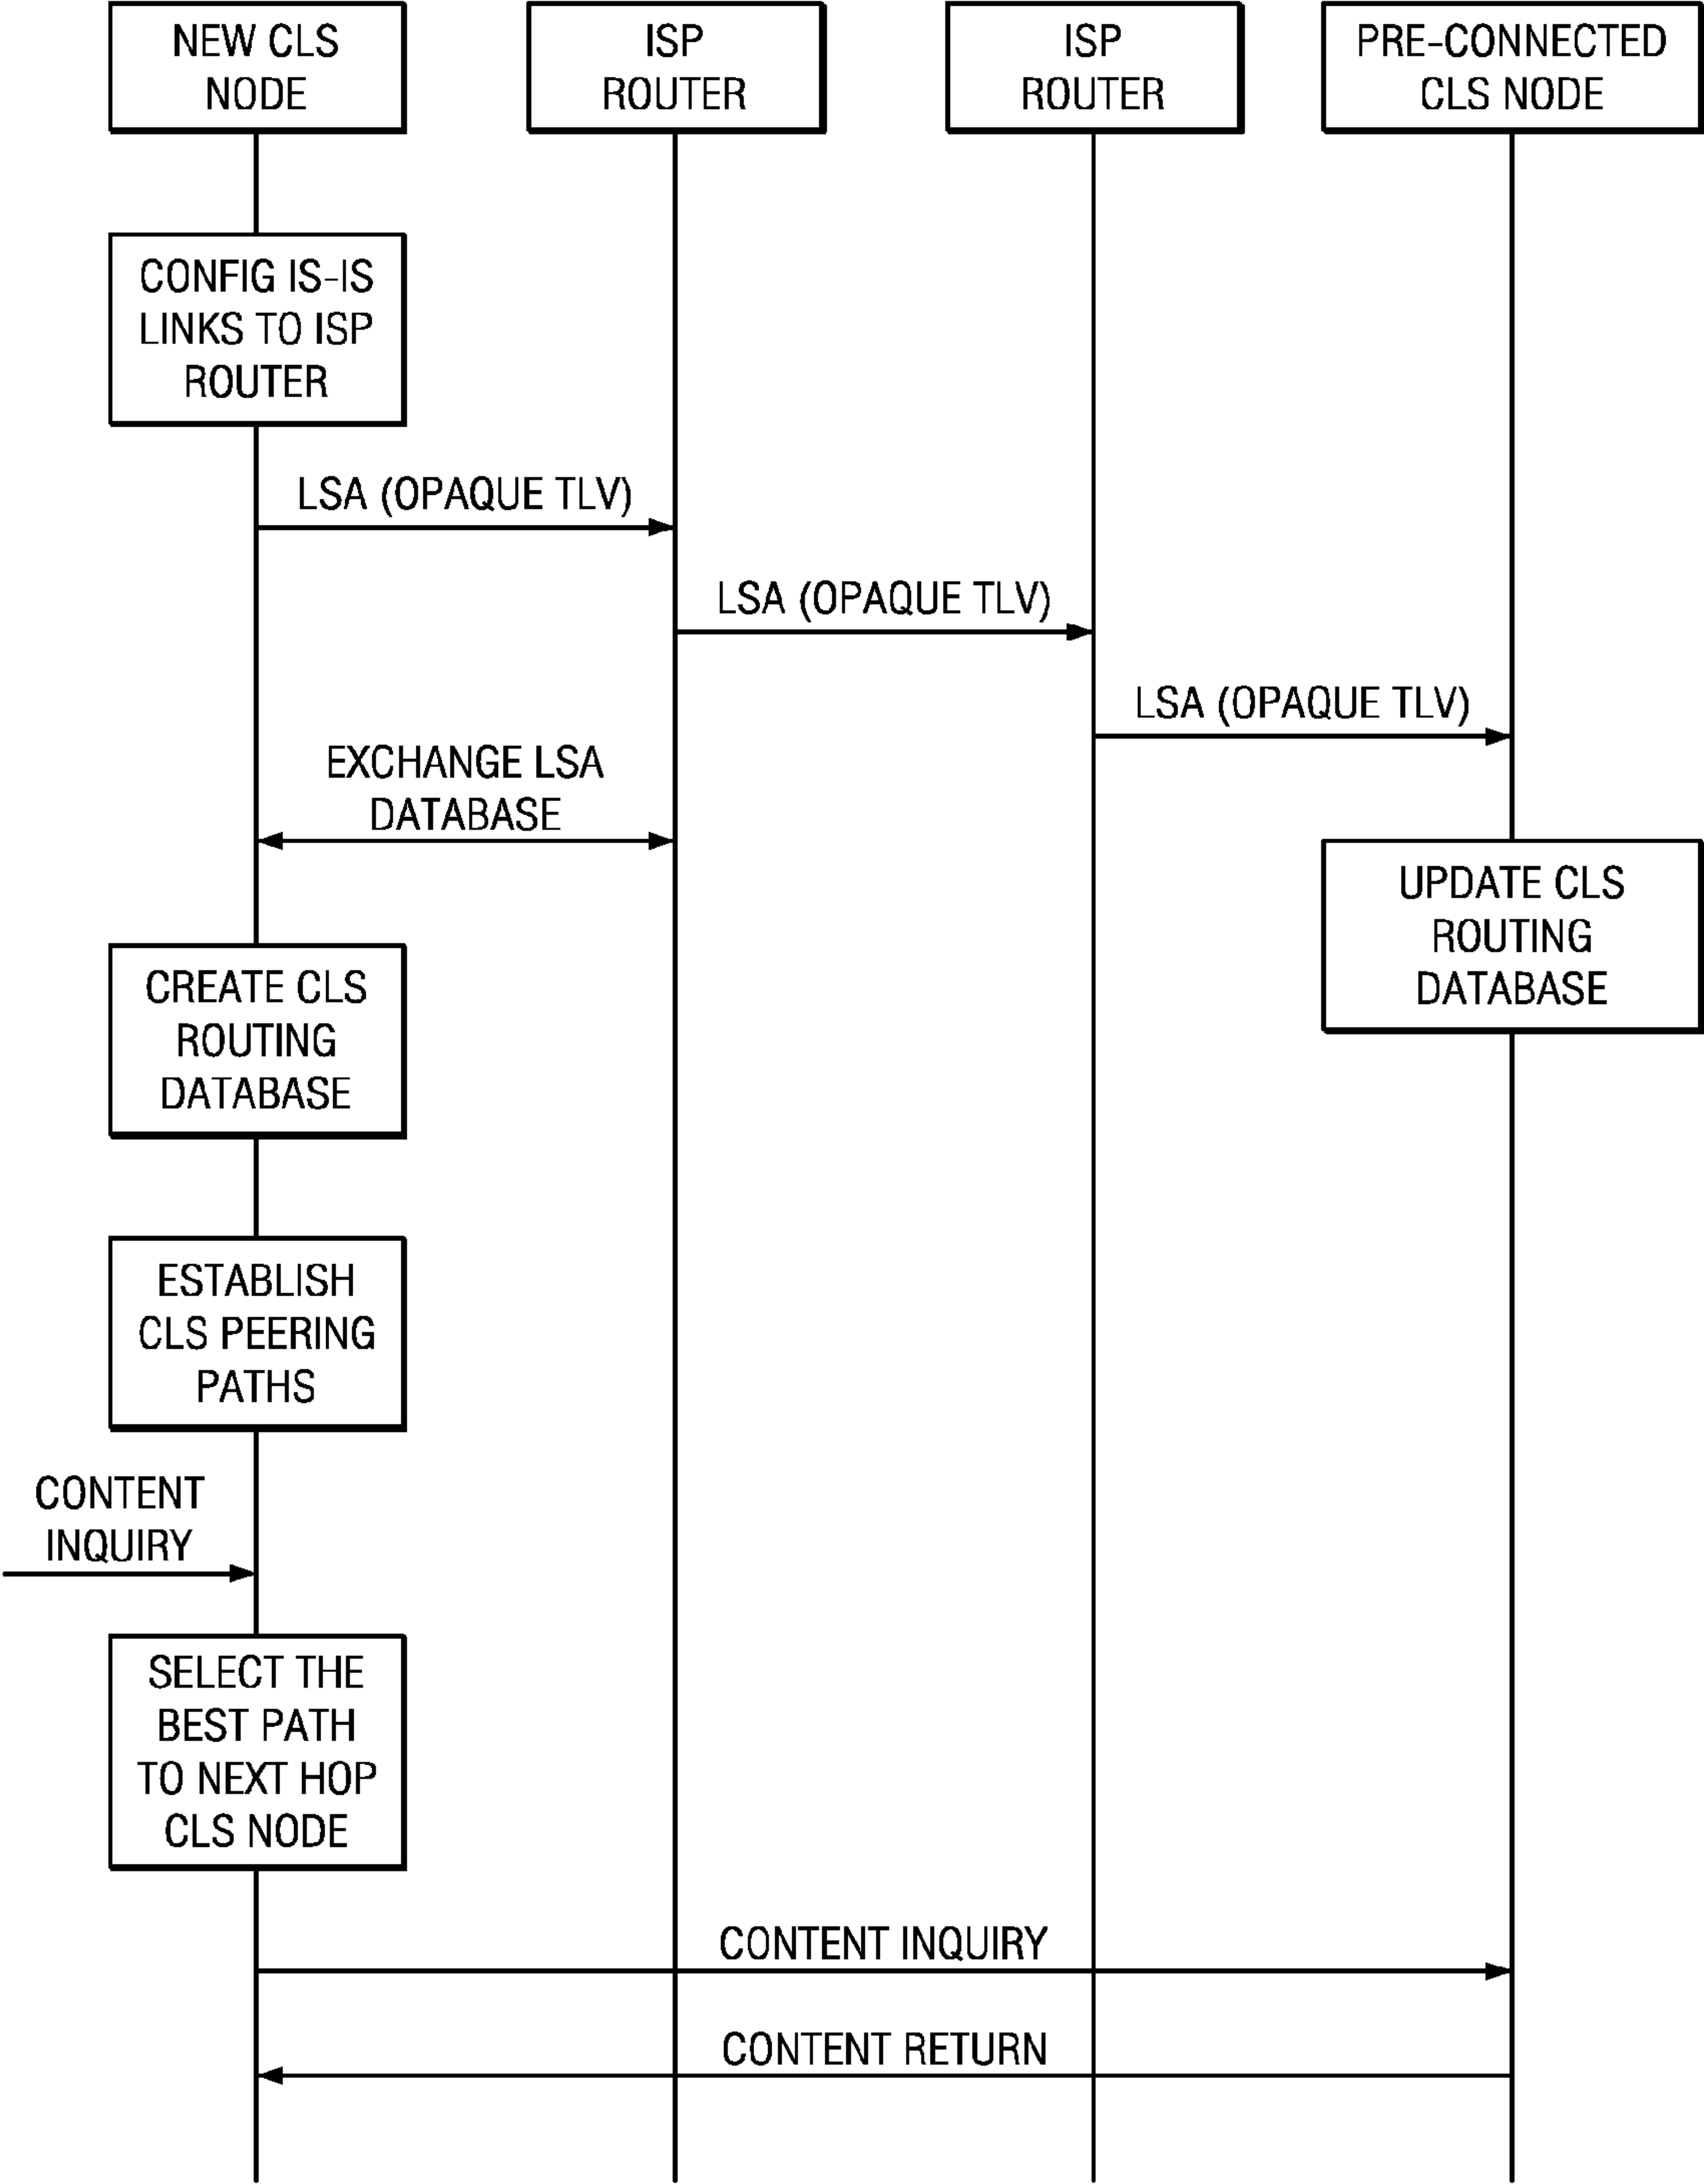 NEW CLS
NODE
ISP
ROUTER
ISP
ROUTER
PRE-CONNECTED
CLS NODE
CONFIG IS-IS
LINKS TO ISP
ROUTER
LSA (OPAQUE TLV)
LSA (OPAQUE TLV)
LSA (OPAQUE TLV)
EXCHANGE LSA
DATABASE
UPDATE CLS
ROUTING
DATABASE
CREATE CLS
ROUTING
DATABASE
ESTABLISH
CLS PEERING
PATHS
CONTENT
INQUIRY
SELECT THE
BEST PATH
TO NEXT HOP
CLS NODE
CONTENT INQUIRY
CONTENT RETURN